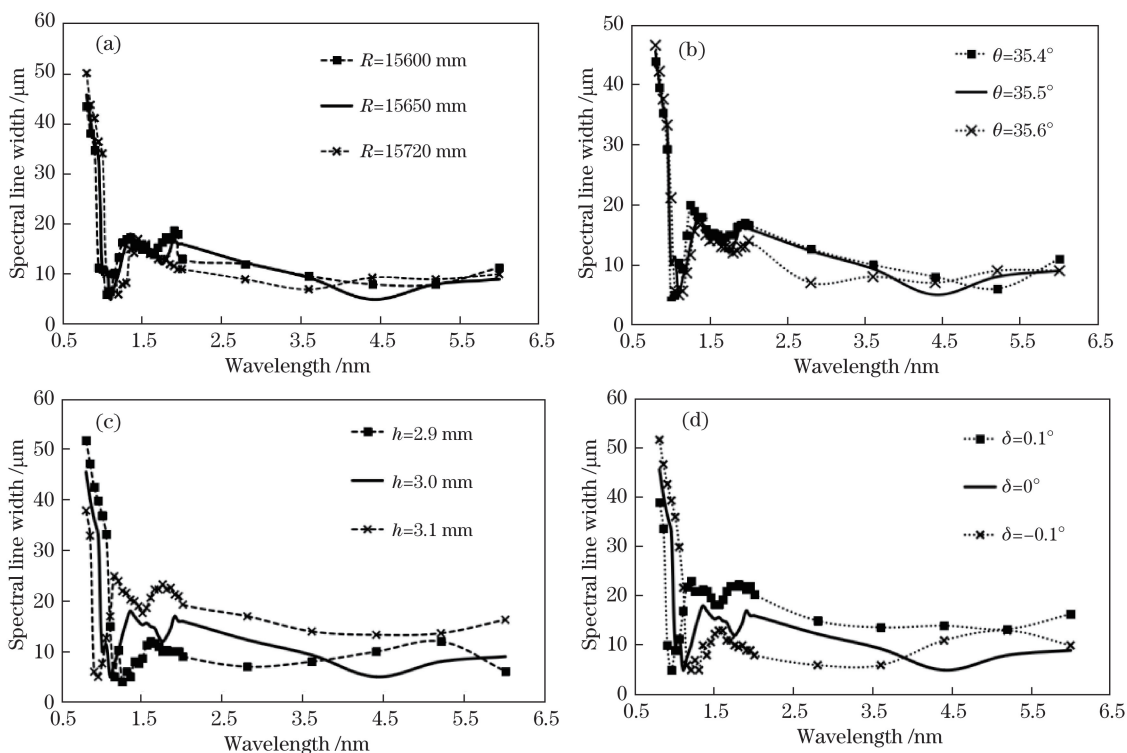 (a)
R=15600 mm
R=15650 mm
R=15720 mm
Spectral line width /μm
60
50
40
30
20
10
0
0.5 1.5 2.5 3.5 4.5 5.5 6.5
Wavelength /nm
(b)
θ=35.4°
θ=35.5°
θ=35.6°
Spectral line width /μm
50
40
30
20
10
0
0.5 1.5 2.5 3.5 4.5 5.5 6.5
Wavelength /nm
(c)
h=2.9 mm
h=3.0 mm
h=3.1 mm
Spectral line width /μm
60
50
40
30
20
10
0
0.5 1.5 2.5 3.5 4.5 5.5 6.5
Wavelength /nm
(d)
δ=0.1°
δ=0°
δ=−0.1°
Spectral line width /μm
60
50
40
30
20
10
0
0.5 1.5 2.5 3.5 4.5 5.5 6.5
Wavelength /nm